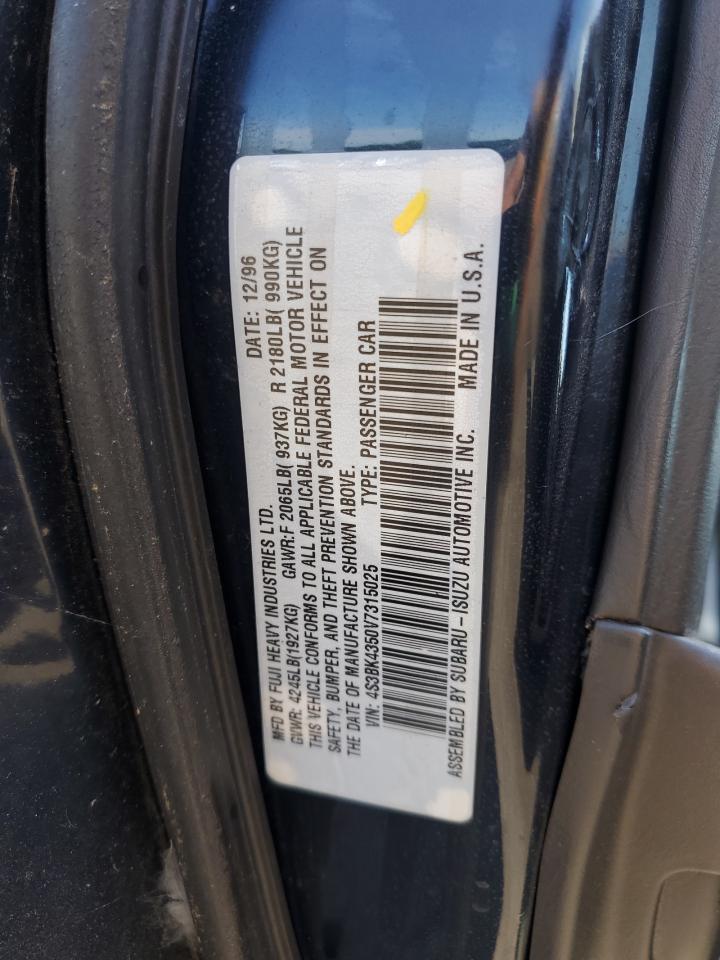 MFD BY FUJI HEAVY INDUSTRIES LTD. DATE: 12/96
GVWR: 4245LB(1927KG) GAWR:F 2065LB( 937KG) R 2180LB( 990KG)
THIS VEHICLE CONFORMS TO ALL APPLICABLE FEDERAL MOTOR VEHICLE
SAFETY, BUMPER, AND THEFT PREVENTION STANDARDS IN EFFECT ON
THE DATE OF MANUFACTURE SHOWN ABOVE.
VIN: 4S3BK4350V7315025 TYPE: PASSENGER CAR
ASSEMBLED BY SUBARU-ISUZU AUTOMOTIVE INC. MADE IN U.S.A.